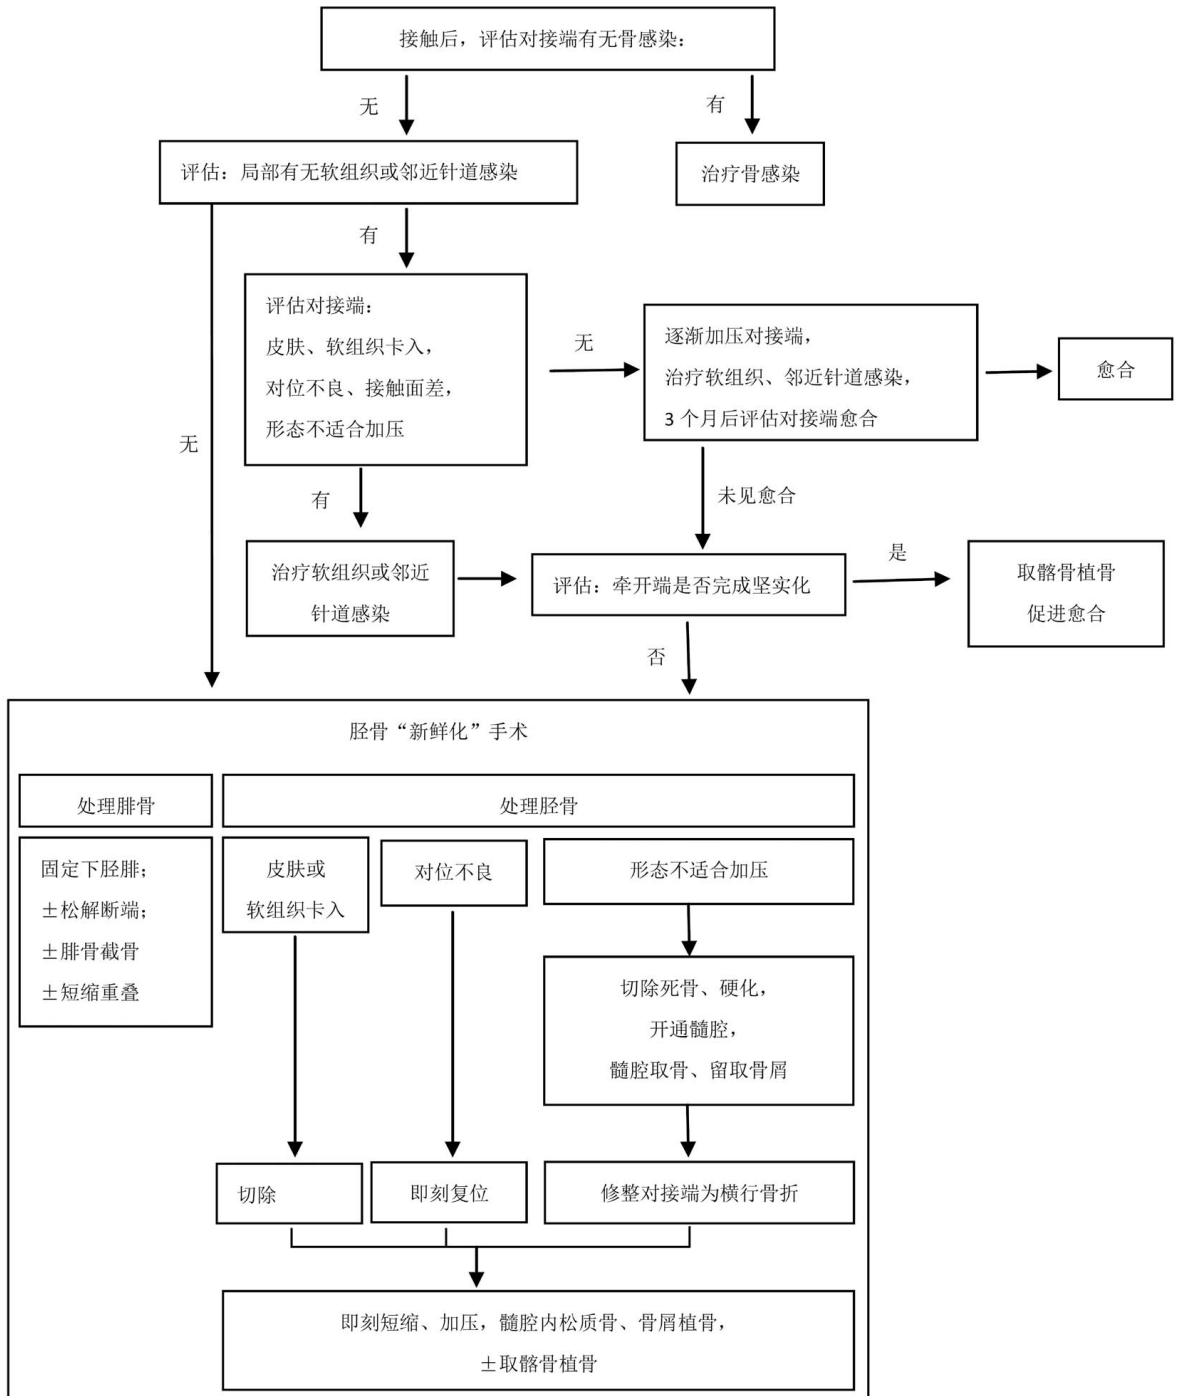 接触后，评估对接端有无骨感染：
无
有
评估：局部有无软组织或邻近针道感染
治疗骨感染
有
评估对接端：
皮肤、软组织卡入，
对位不良、接触面差，
形态不适合加压
无
逐渐加压对接端，
治疗软组织、邻近针道感染，
3 个月后评估对接端愈合
愈合
无
有
未见愈合
治疗软组织或邻近
针道感染
评估：牵开端是否完成坚实化
是
取髂骨植骨
促进愈合
否
胫骨“新鲜化”手术
处理腓骨
处理胫骨
固定下胫腓；
±松解断端；
±腓骨截骨
±短缩重叠
皮肤或
软组织卡入
对位不良
形态不适合加压
切除死骨、硬化，
开通髓腔，
髓腔取骨、留取骨屑
切除
即刻复位
修整对接端为横行骨折
即刻短缩、加压，髓腔内松质骨、骨屑植骨，
±取髂骨植骨